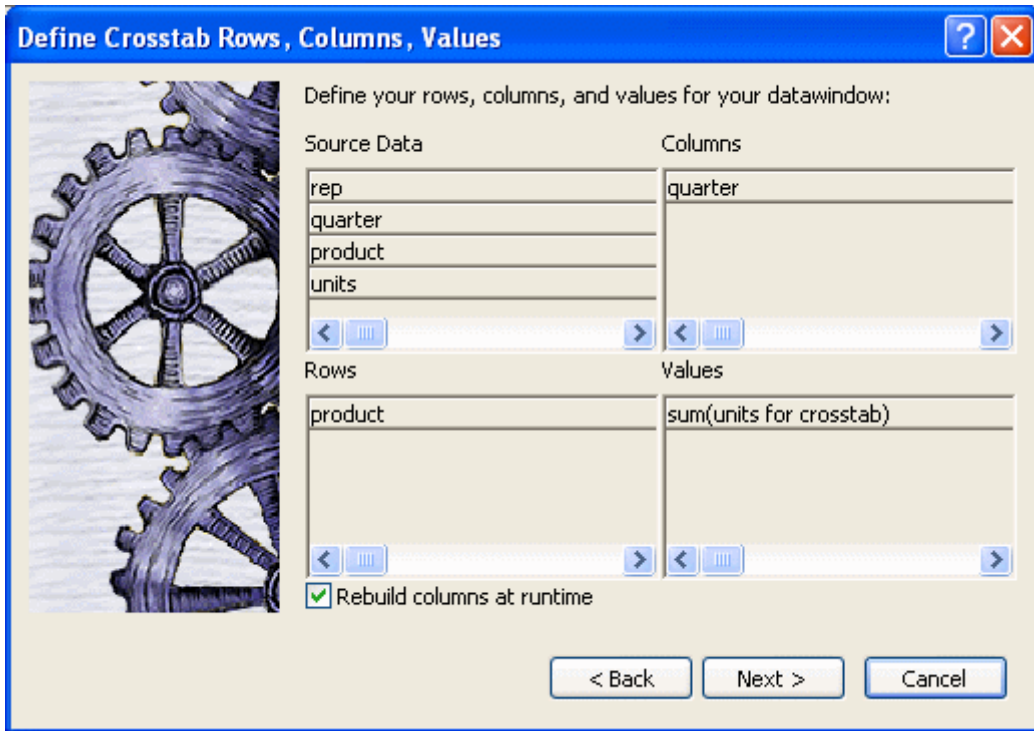 Define Crosstab Rows, Columns, Values
Define your rows, columns, and values for your datawindow:
Source Data
rep
quarter
product
units
Columns
quarter
Rows
product
Values
sum(units for crosstab)
Rebuild columns at runtime
< Back
Next >
Cancel